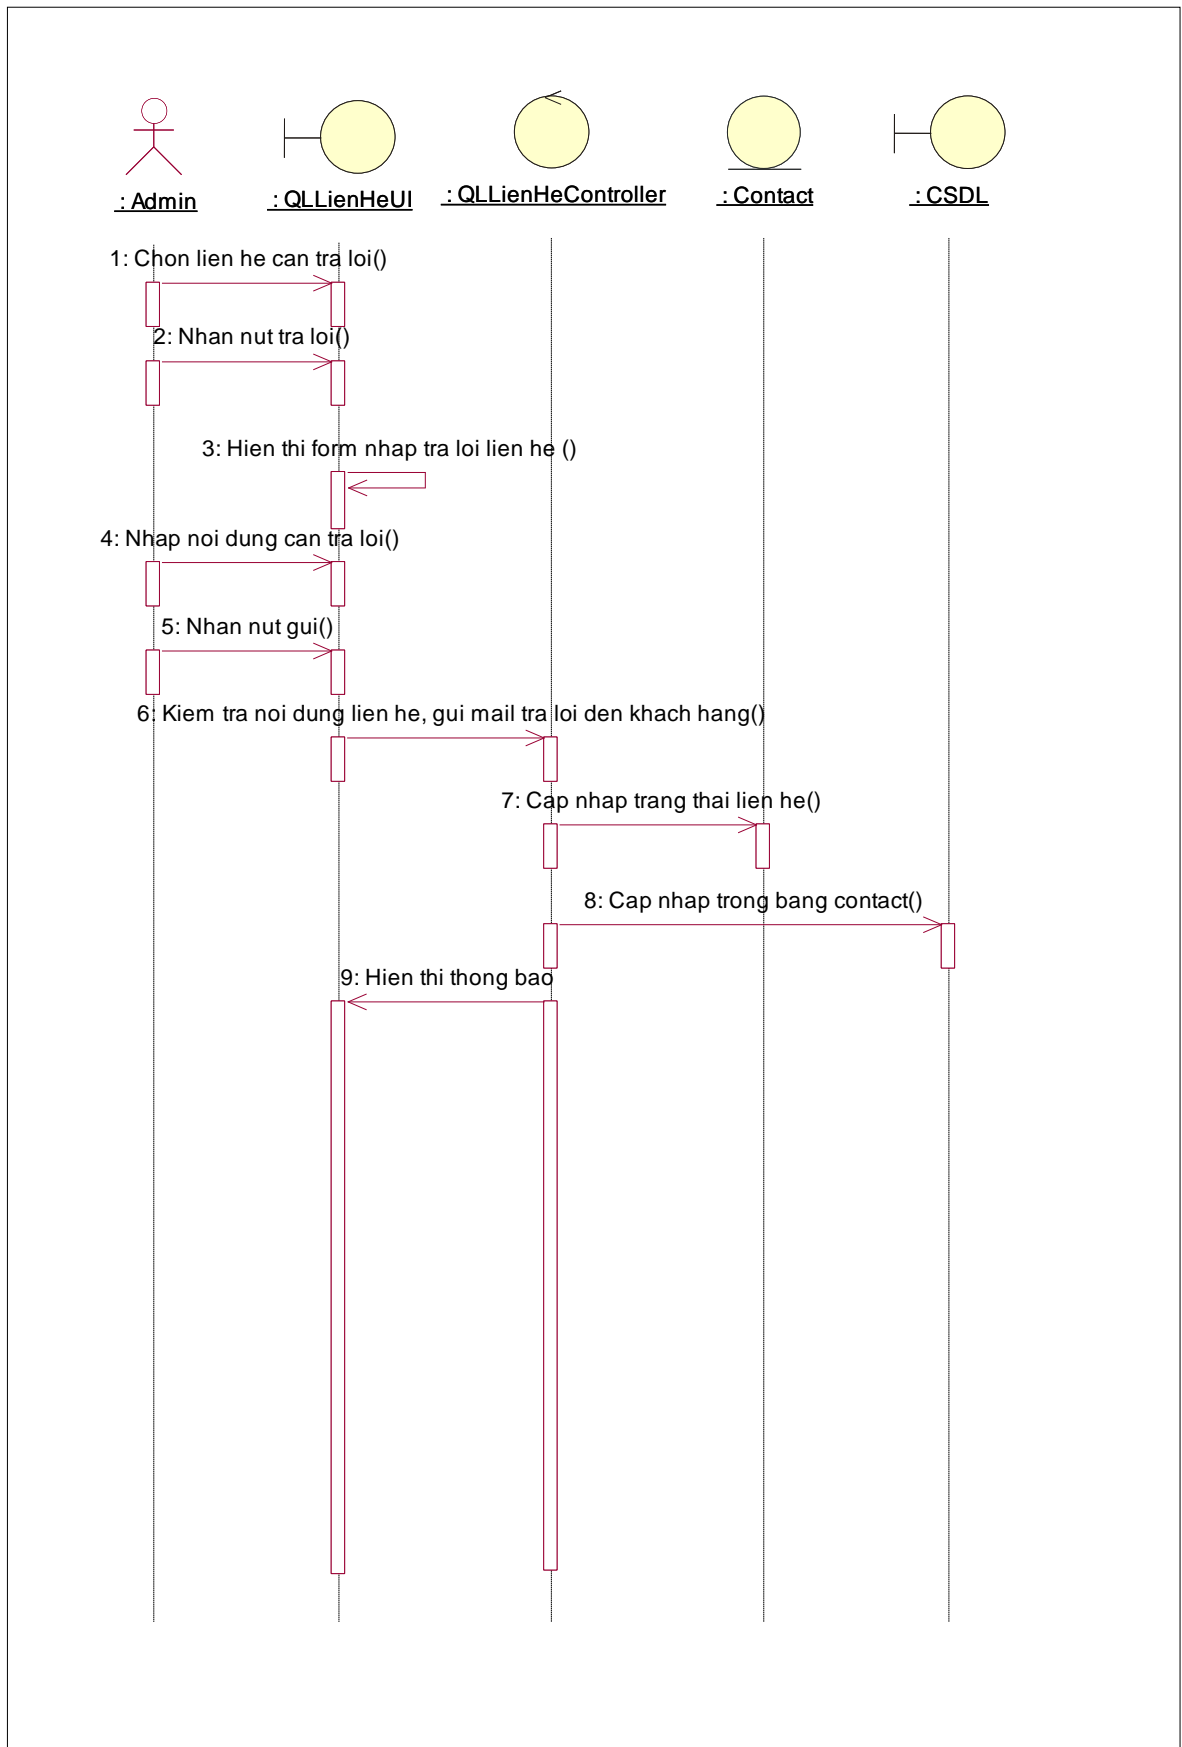 : Admin
: QLLienHeUI
: QLLienHeController
: Contact
: CSDL
1: Chon lien he can tra loi()
2: Nhan nut tra loi()
3: Hien thi form nhap tra loi lien he ()
4: Nhap noi dung can tra loi()
5: Nhan nut gui()
6: Kiem tra noi dung lien he, gui mail tra loi den khach hang()
7: Cap nhap trang thai lien he()
8: Cap nhap trong bang contact()
9: Hien thi thong bao